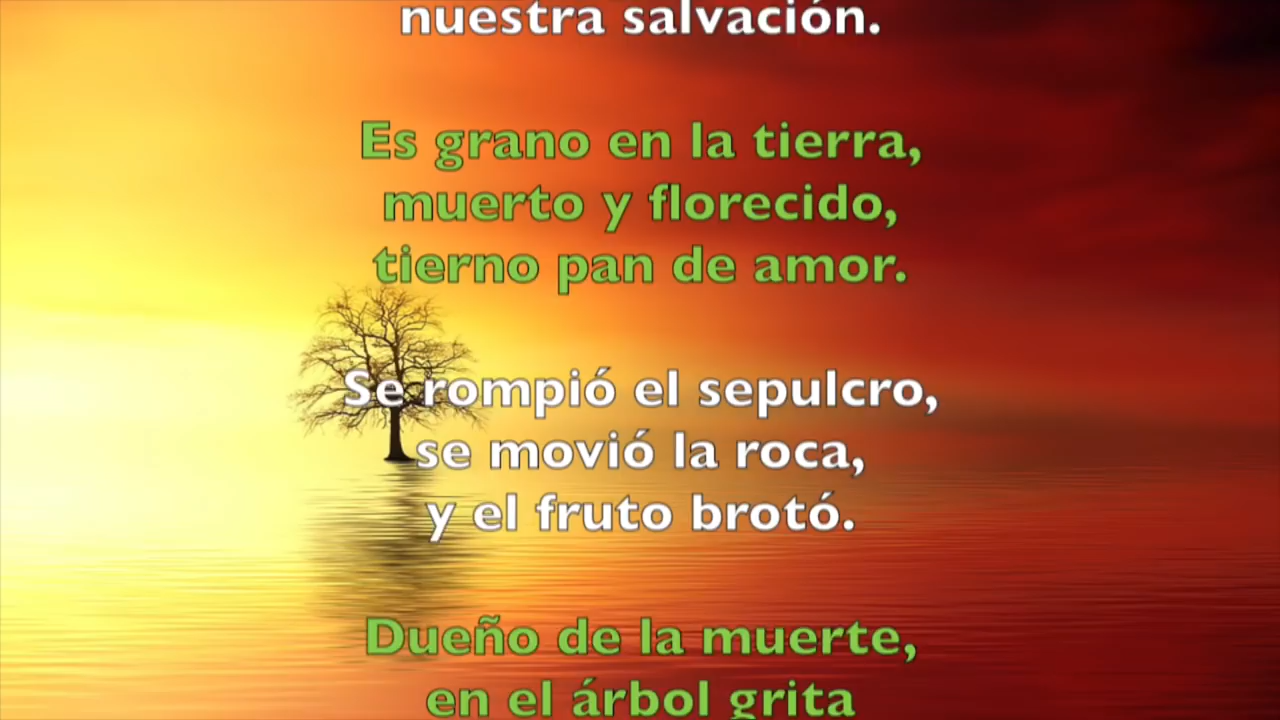 nuestra salvación.
Es grano en la tierra,
muerto y florecido,
tierno pan de amor.
Se rompió el sepulcro,
se movió la roca,
y el fruto brotó.
Dueño de la muerte,
en el árbol grita